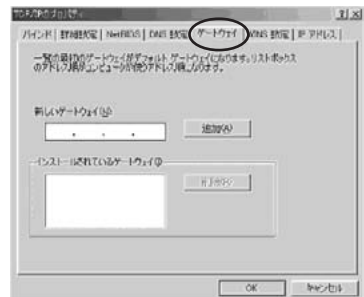 TCP/IPのプロパティ
バインド 詳細設定 NetBIOS DNS 設定 ゲートウェイ WINS 設定 IP アドレス
一覧の最初のゲートウェイがデフォルト ゲートウェイになります。リスト ボックス
のアドレス順がコンピュータが使うアドレス順になります。
新しいゲートウェイ(N)
追加(A)
インストールされているゲートウェイ(I)
削除(R)
OK キャンセル